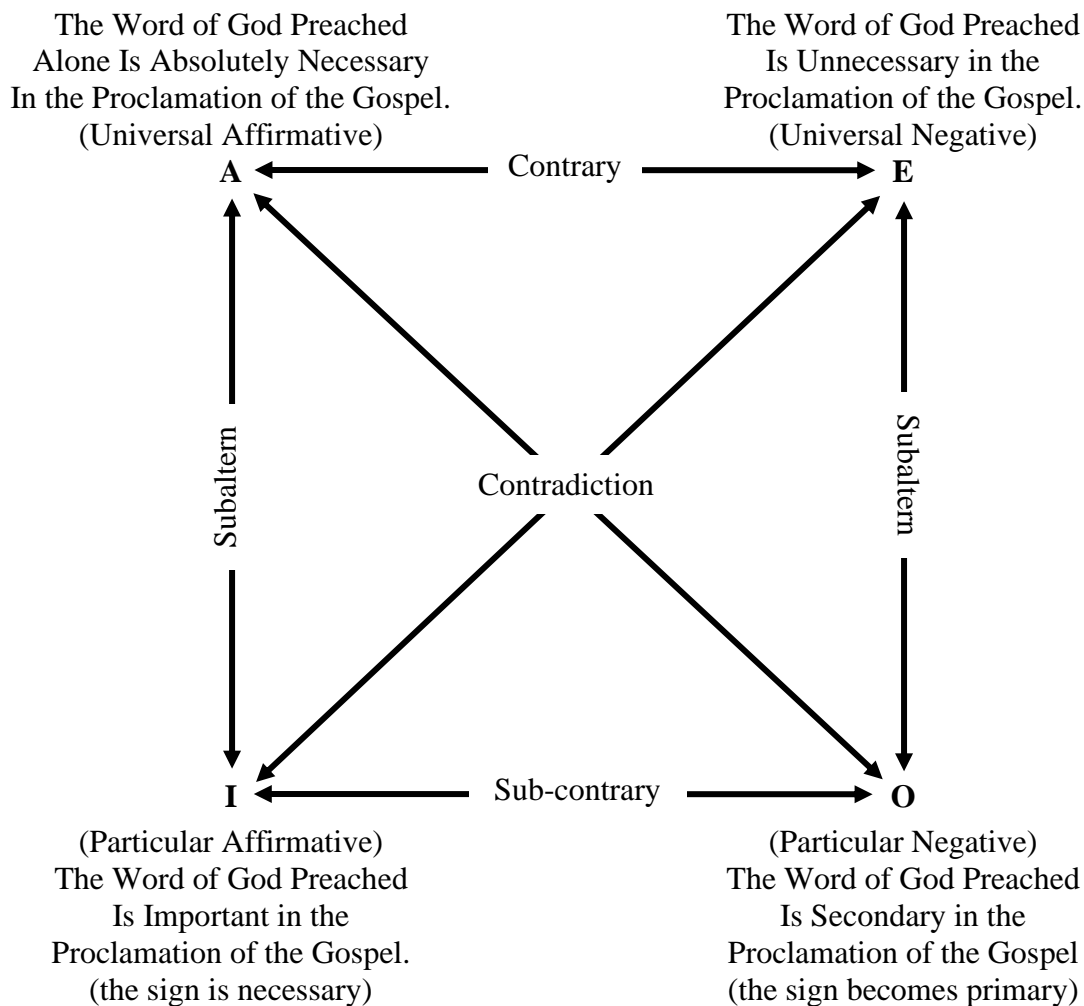 The Word of God Preached
Alone Is Absolutely Necessary
In the Proclamation of the Gospel.
(Universal Affirmative)
The Word of God Preached
Is Unnecessary in the
Proclamation of the Gospel.
(Universal Negative)
A
Contrary
E
Subaltern
Contradiction
Subaltern
I
Sub-contrary
O
(Particular Affirmative)
The Word of God Preached
Is Important in the
Proclamation of the Gospel.
(the sign is necessary)
(Particular Negative)
The Word of God Preached
Is Secondary in the
Proclamation of the Gospel
(the sign becomes primary)